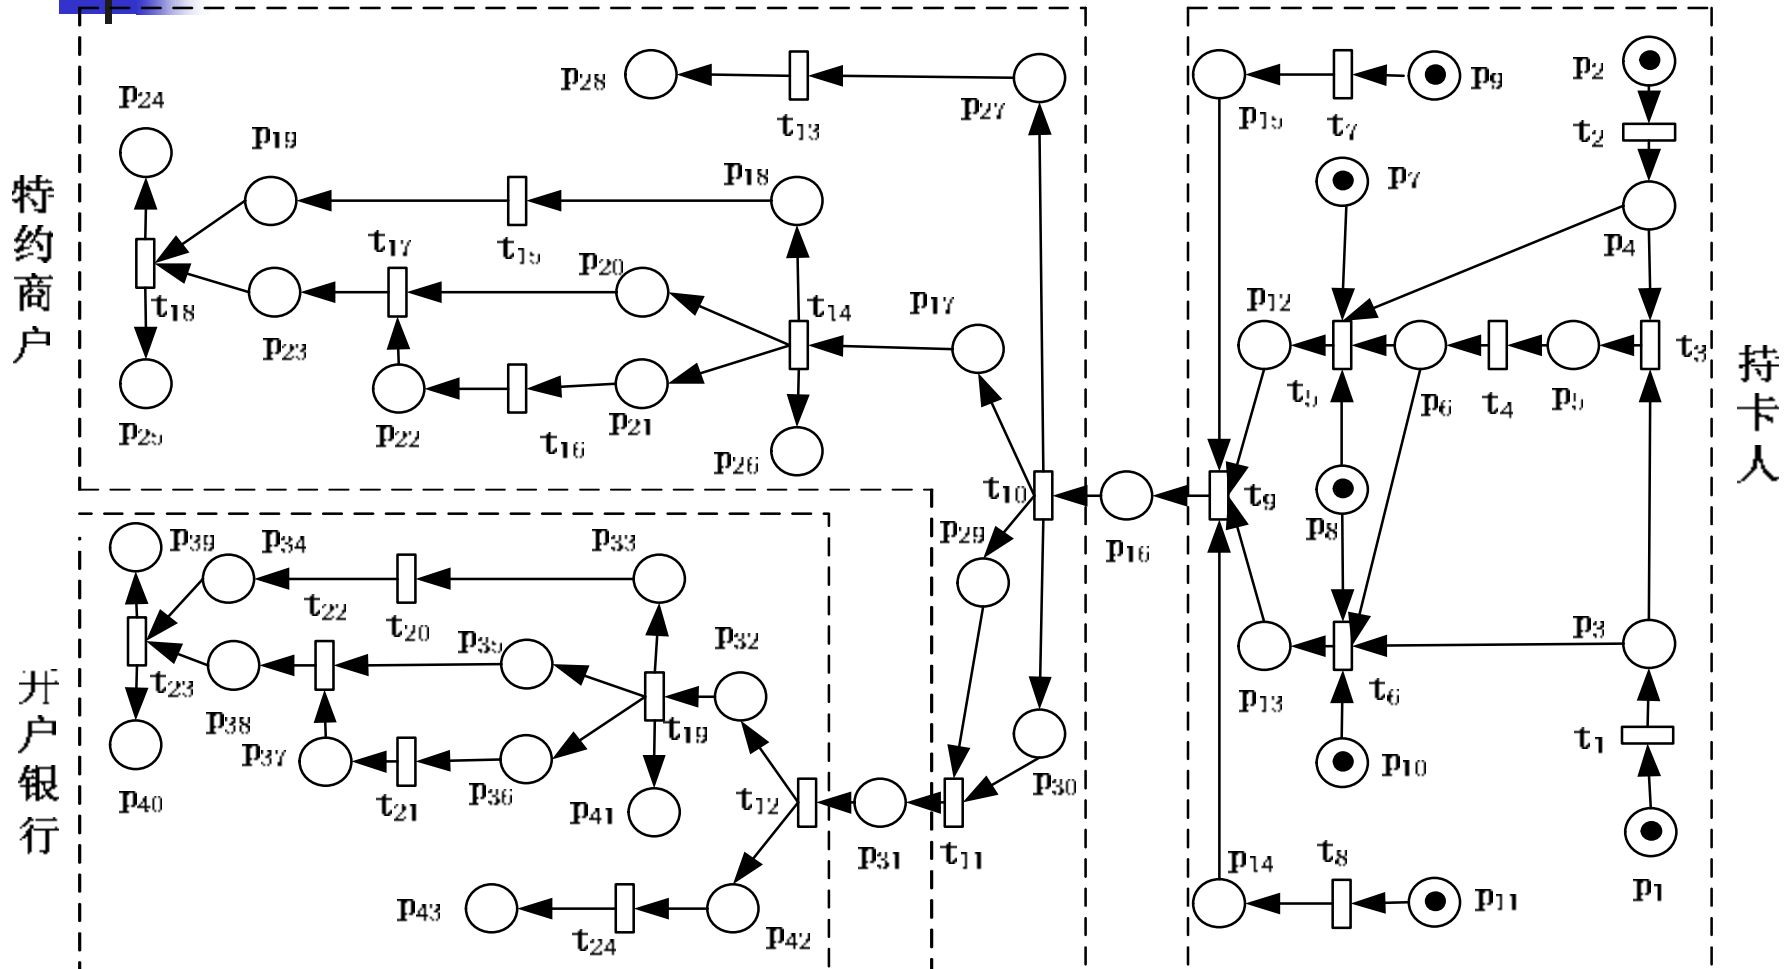 特约商户
开户银行
持卡人
p28
t13
p27
p24
p19
p18
t17
t15
p20
t18
p23
t14
p17
p25
p22
t16
p21
p26
t10
p29
p16
p39
p34
p33
t22
t20
p35
p32
t23
p38
p37
t19
p40
t21
p36
p41
t12
p30
p31
t11
p43
t24
p42
p15
t7
p9
p2
t2
p7
p4
p12
t5
p6
t4
p5
t3
t9
p8
p3
p13
t6
t1
p10
p14
t8
p11
p1